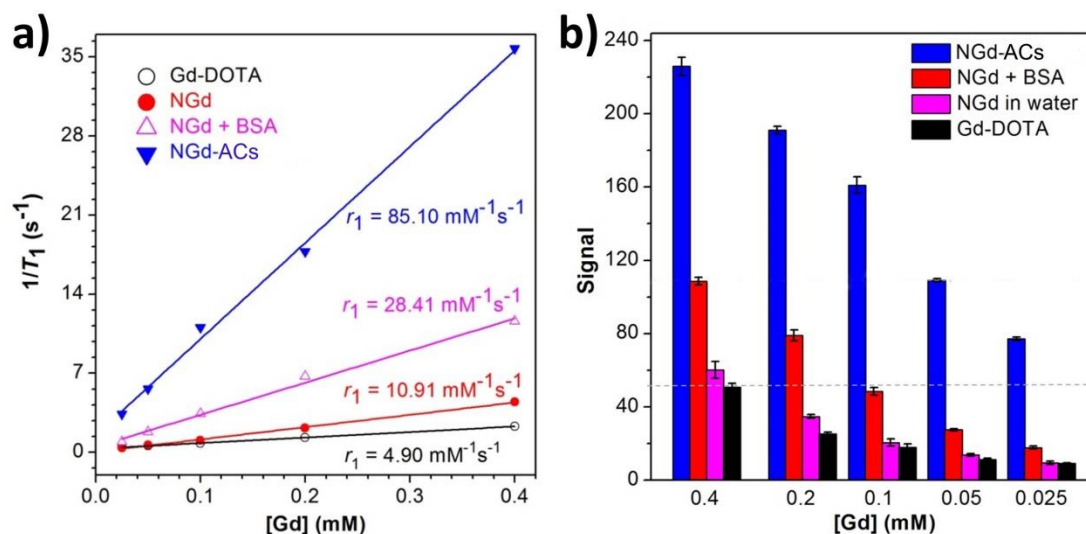 a)
1/T1 (s−1)
35
28
21
14
7
0
Gd-DOTA
NGd
NGd + BSA
NGd-ACs
r1 = 85.10 mM−1s−1
r1 = 28.41 mM−1s−1
r1 = 10.91 mM−1s−1
r1 = 4.90 mM−1s−1
0.0 0.1 0.2 0.3 0.4
[Gd] (mM)
b)
Signal
240
200
160
120
80
40
0
NGd-ACs
NGd + BSA
NGd in water
Gd-DOTA
0.4 0.2 0.1 0.05 0.025
[Gd] (mM)